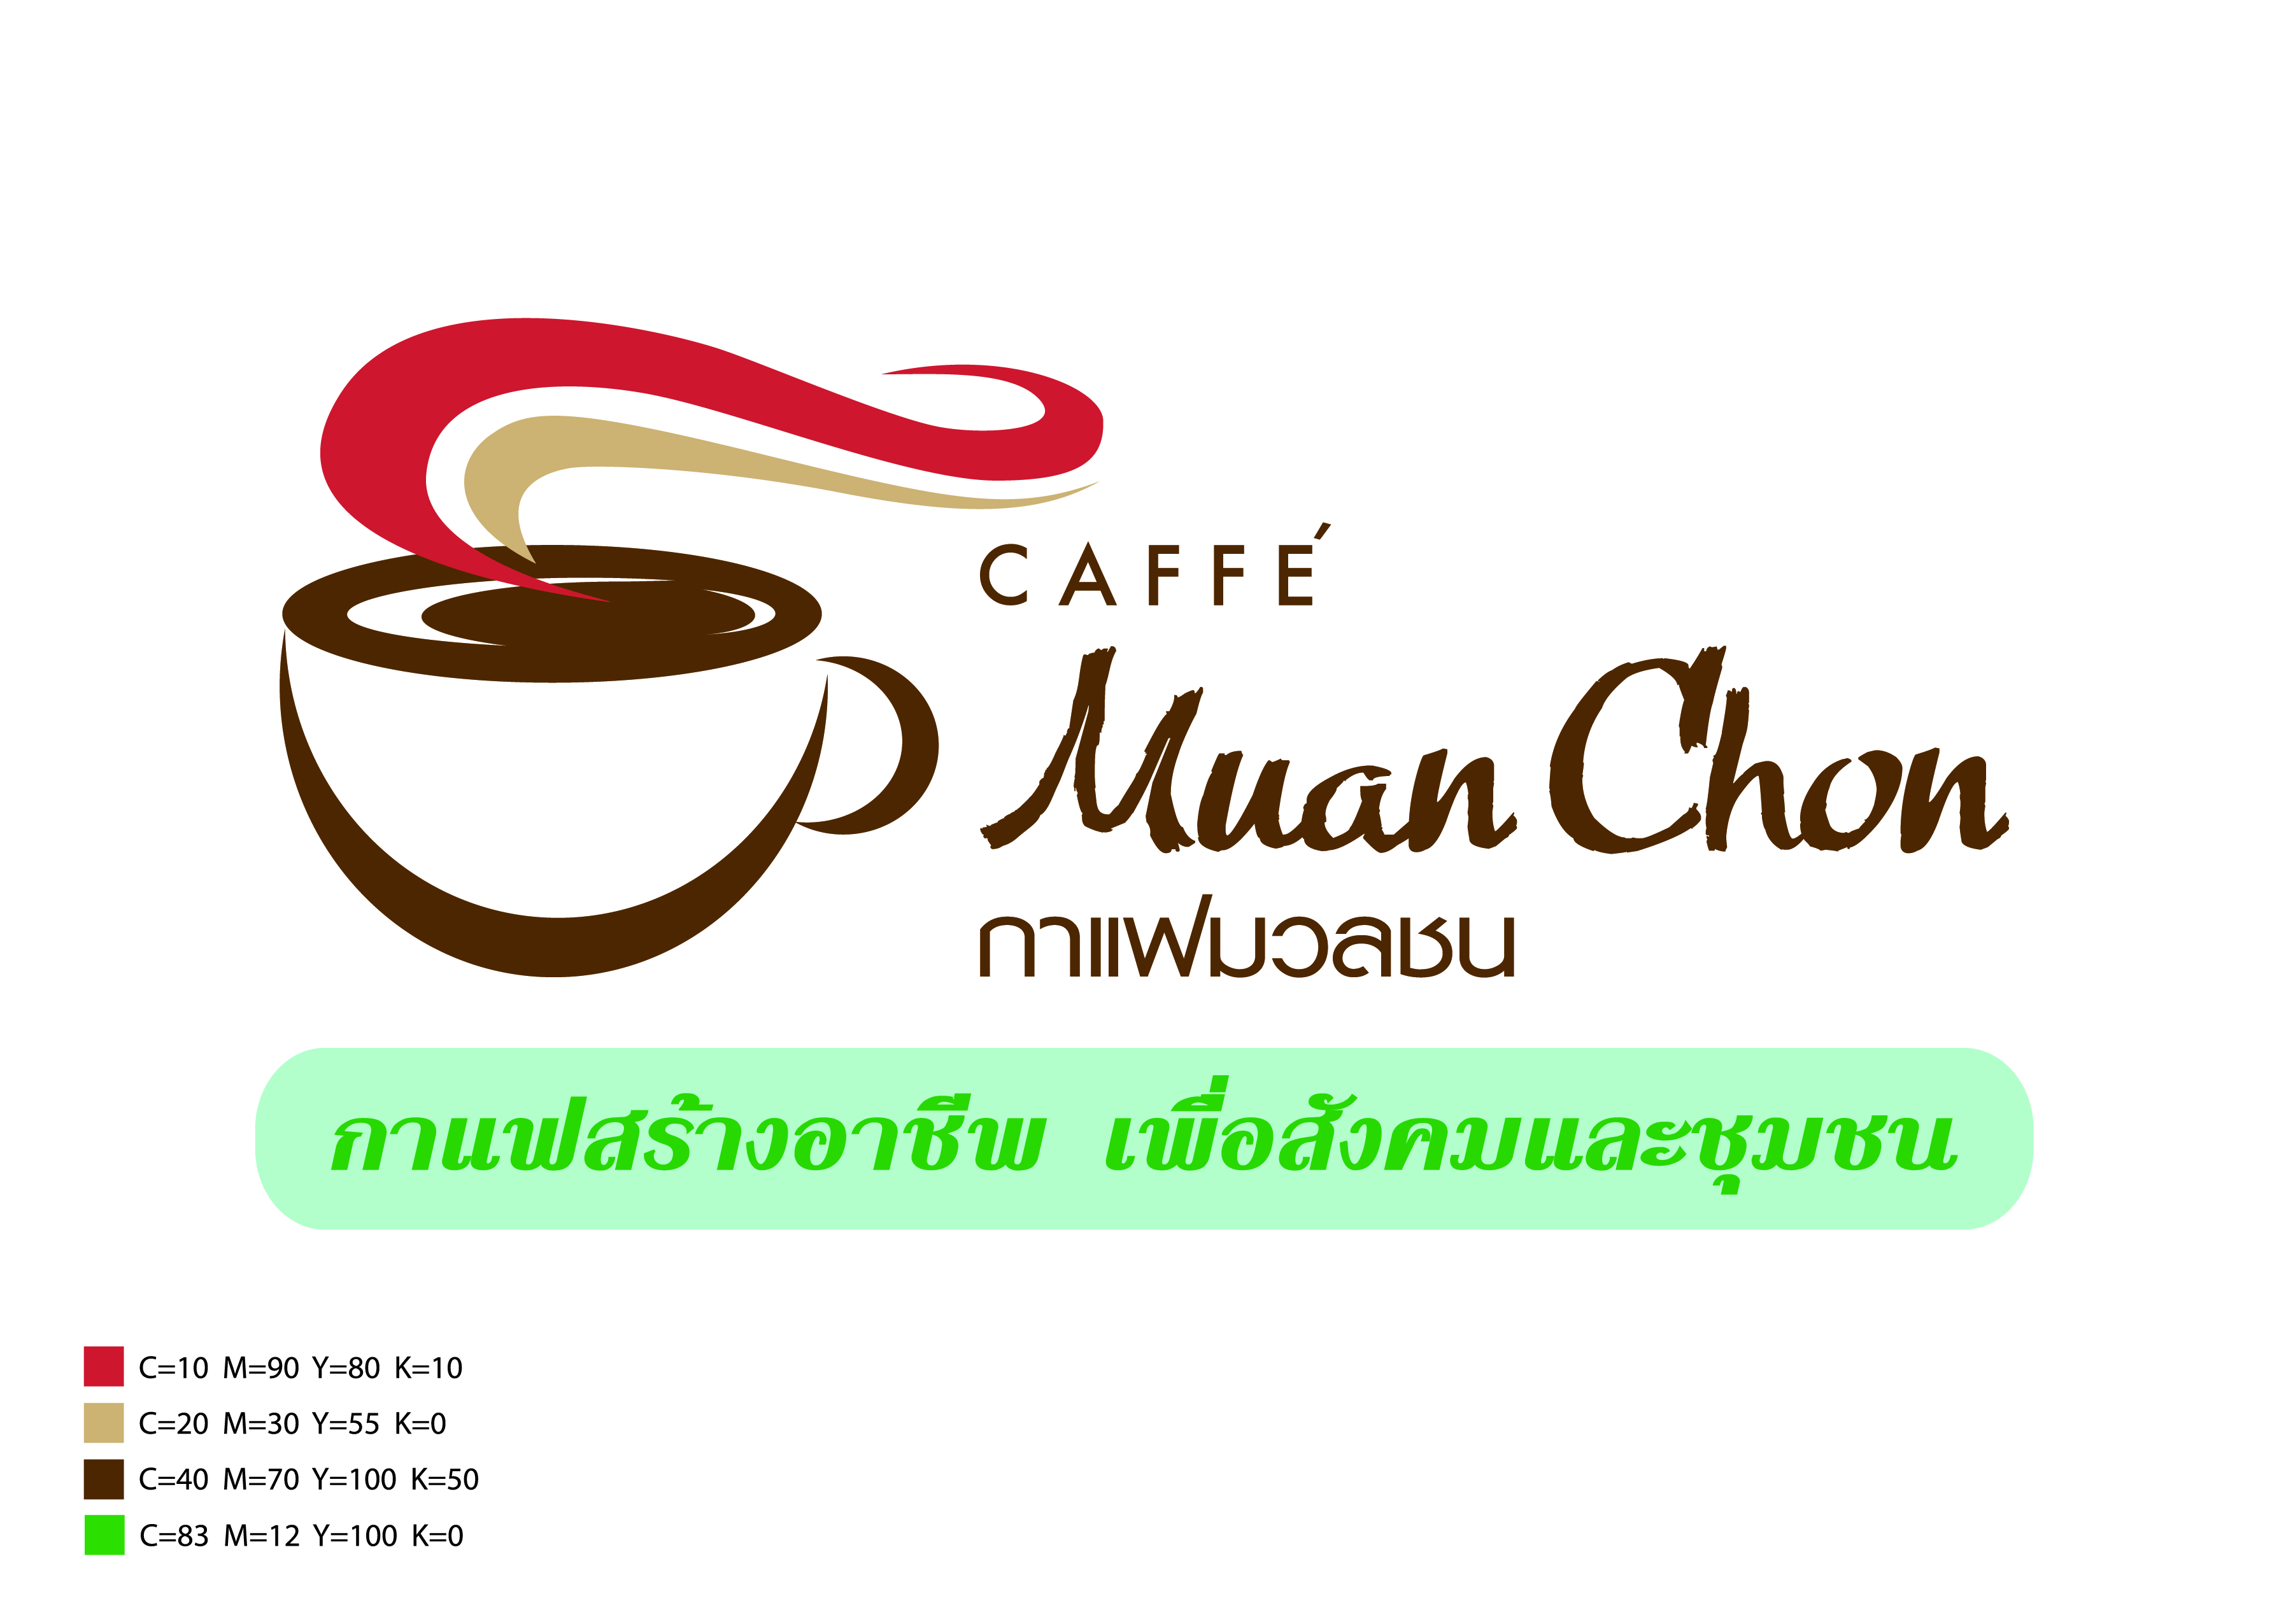 CAFFÉ
Muan Chon
กาแฟมวลชน
กาแฟสร้างอาชีพ เพื่อสังคมและชุมชน
C=10 M=90 Y=80 K=10
C=20 M=30 Y=55 K=0
C=40 M=70 Y=100 K=50
C=83 M=12 Y=100 K=0